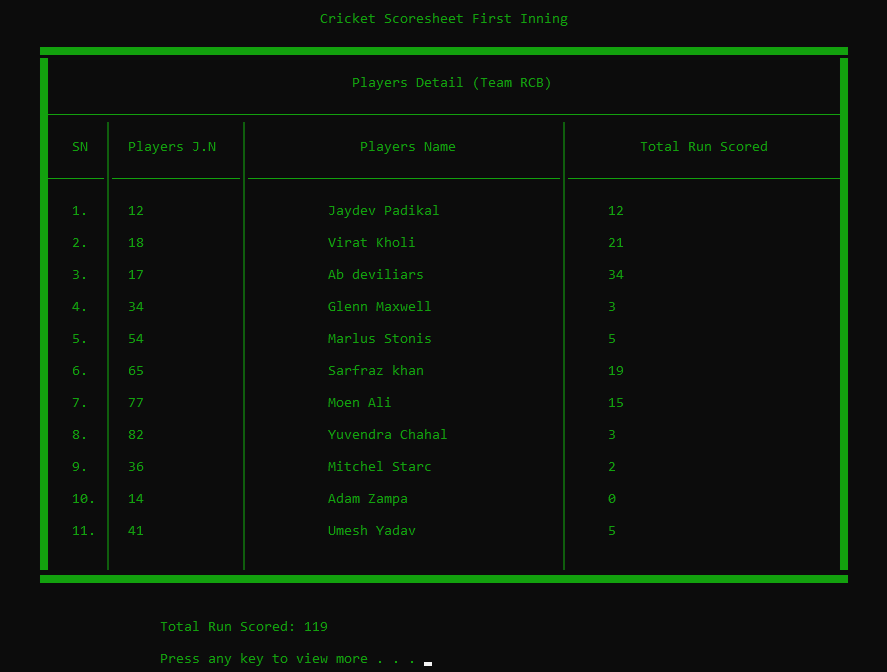 Cricket Scoresheet First Inning
Players Detail (Team RCB)
SN Players J.N Players Name Total Run Scored
1. 12 Jaydev Padikal 12
2. 18 Virat Kholi 21
3. 17 Ab deviliars 34
4. 34 Glenn Maxwell 3
5. 54 Marlus Stonis 5
6. 65 Sarfraz khan 19
7. 77 Moen Ali 15
8. 82 Yuvendra Chahal 3
9. 36 Mitchel Starc 2
10. 14 Adam Zampa 0
11. 41 Umesh Yadav 5
Total Run Scored: 119
Press any key to view more . . .